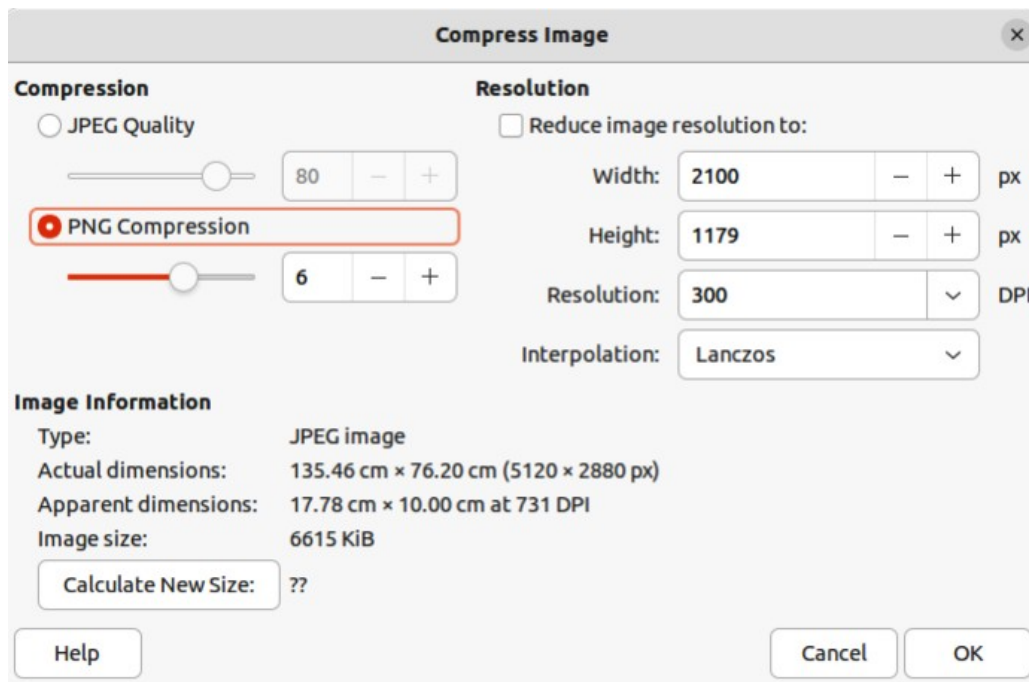 Compress Image
Compression
JPEG Quality
80
PNG Compression
6
Resolution
Reduce image resolution to:
Width: 2100 px
Height: 1179 px
Resolution: 300 DPI
Interpolation: Lanczos
Image Information
Type: JPEG image
Actual dimensions: 135.46 cm × 76.20 cm (5120 × 2880 px)
Apparent dimensions: 17.78 cm × 10.00 cm at 731 DPI
Image size: 6615 KiB
Calculate New Size: ??
Help Cancel OK